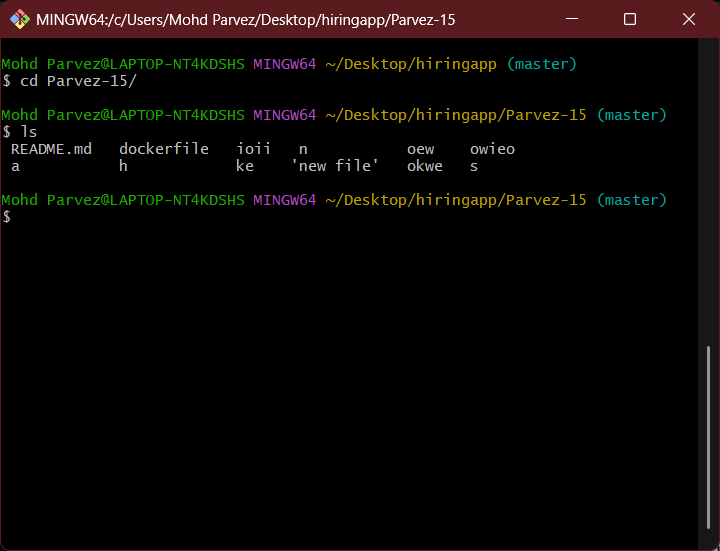 MINGW64:/c/Users/Mohd Parvez/Desktop/hiringapp/Parvez-15
Mohd Parvez@LAPTOP-NT4KDSHS MINGW64 ~/Desktop/hiringapp (master)
$ cd Parvez-15/
Mohd Parvez@LAPTOP-NT4KDSHS MINGW64 ~/Desktop/hiringapp/Parvez-15 (master)
$ ls
README.md   dockerfile   ioii   n            oew    owieo
a           h            ke    'new file'   okwe   s
Mohd Parvez@LAPTOP-NT4KDSHS MINGW64 ~/Desktop/hiringapp/Parvez-15 (master)
$